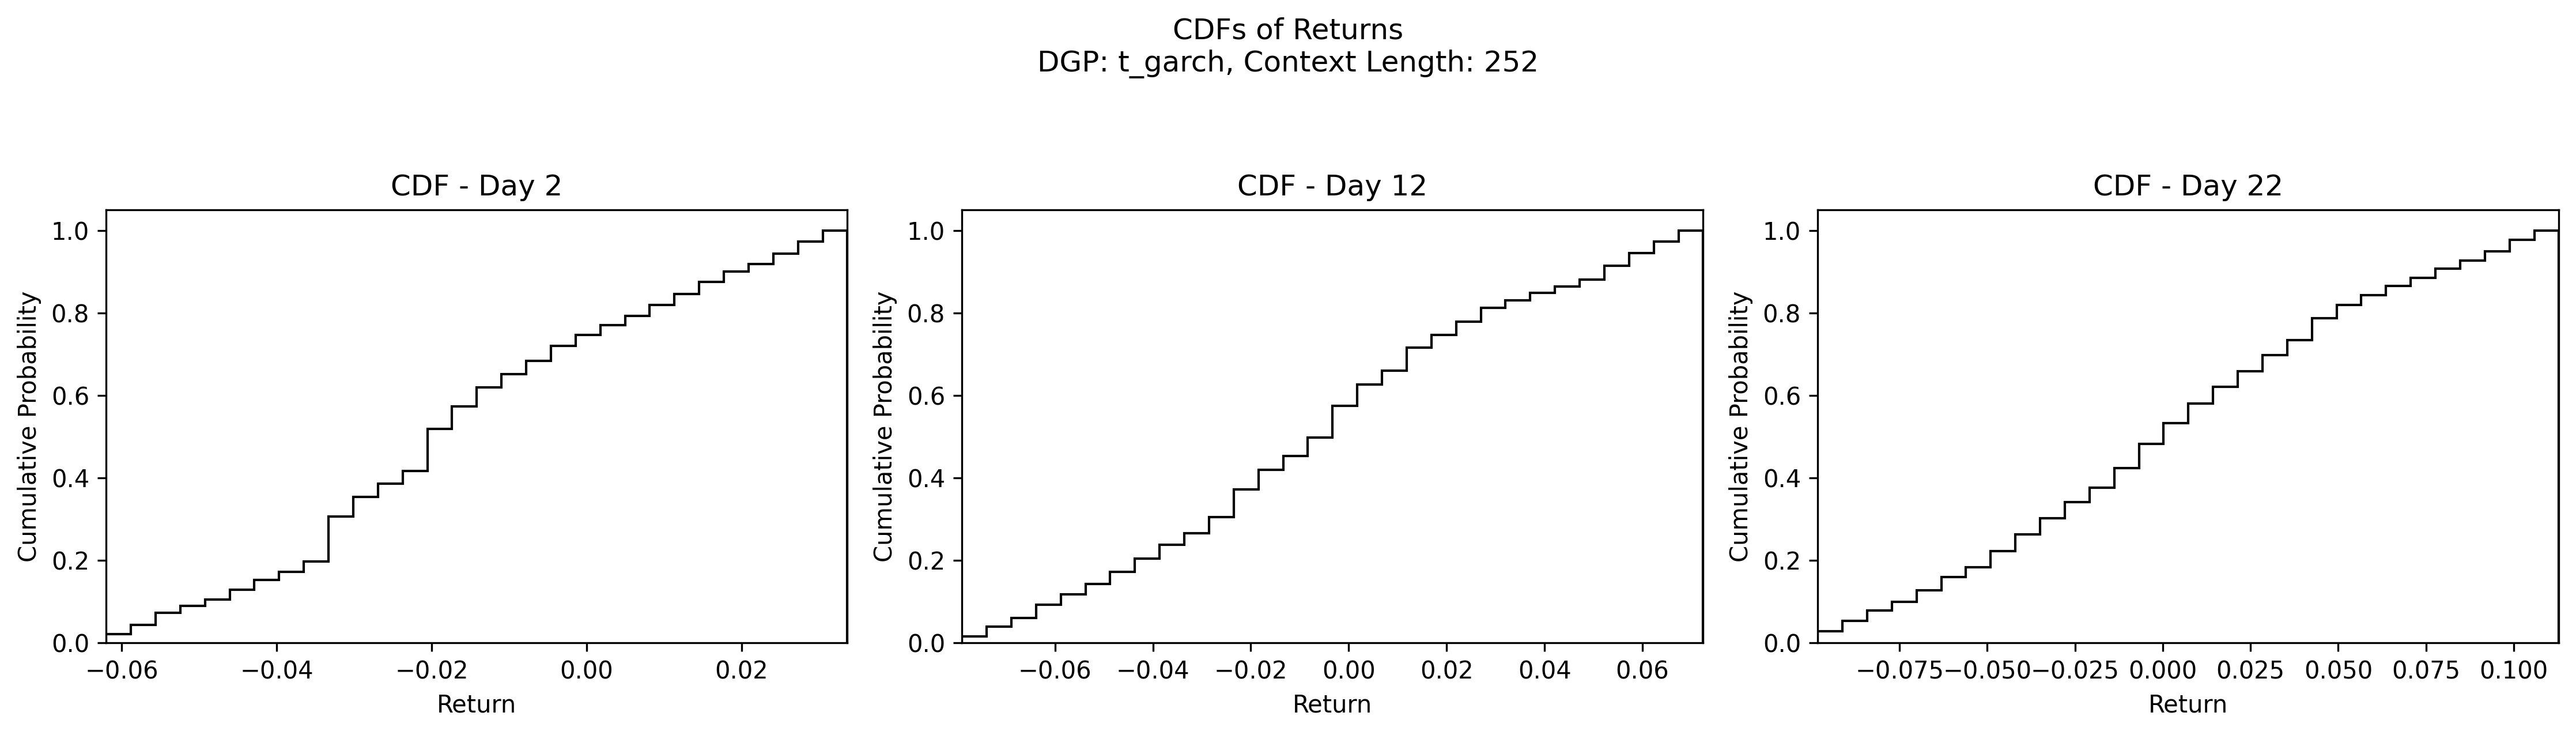 CDFs of Returns
DGP: t_garch, Context Length: 252
CDF - Day 2
1.0
0.8
0.6
0.4
0.2
0.0
Cumulative Probability
−0.06 −0.04 −0.02 0.00 0.02
Return
CDF - Day 12
1.0
0.8
0.6
0.4
0.2
0.0
Cumulative Probability
−0.06 −0.04 −0.02 0.00 0.02 0.04 0.06
Return
CDF - Day 22
1.0
0.8
0.6
0.4
0.2
0.0
Cumulative Probability
−0.075 −0.050 −0.025 0.000 0.025 0.050 0.075 0.100
Return